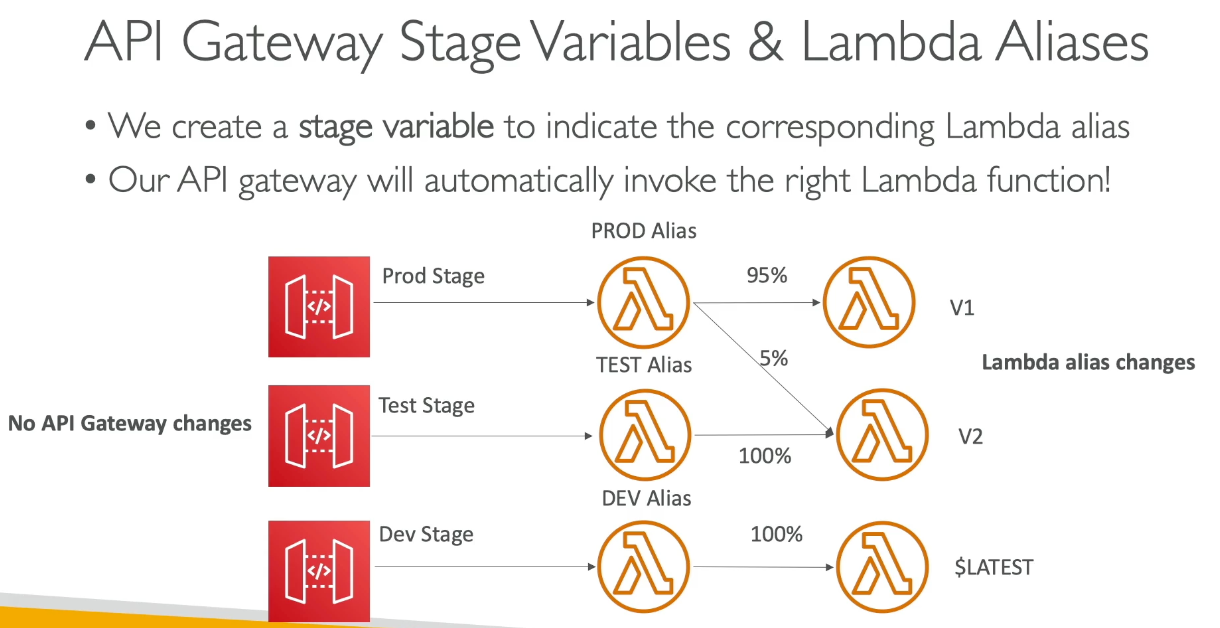 API Gateway Stage Variables & Lambda Aliases
• We create a stage variable to indicate the corresponding Lambda alias
• Our API gateway will automatically invoke the right Lambda function!
PROD Alias
Prod Stage
95%
V1
5%
TEST Alias
Lambda alias changes
Test Stage
No API Gateway changes
V2
100%
DEV Alias
Dev Stage
100%
$LATEST